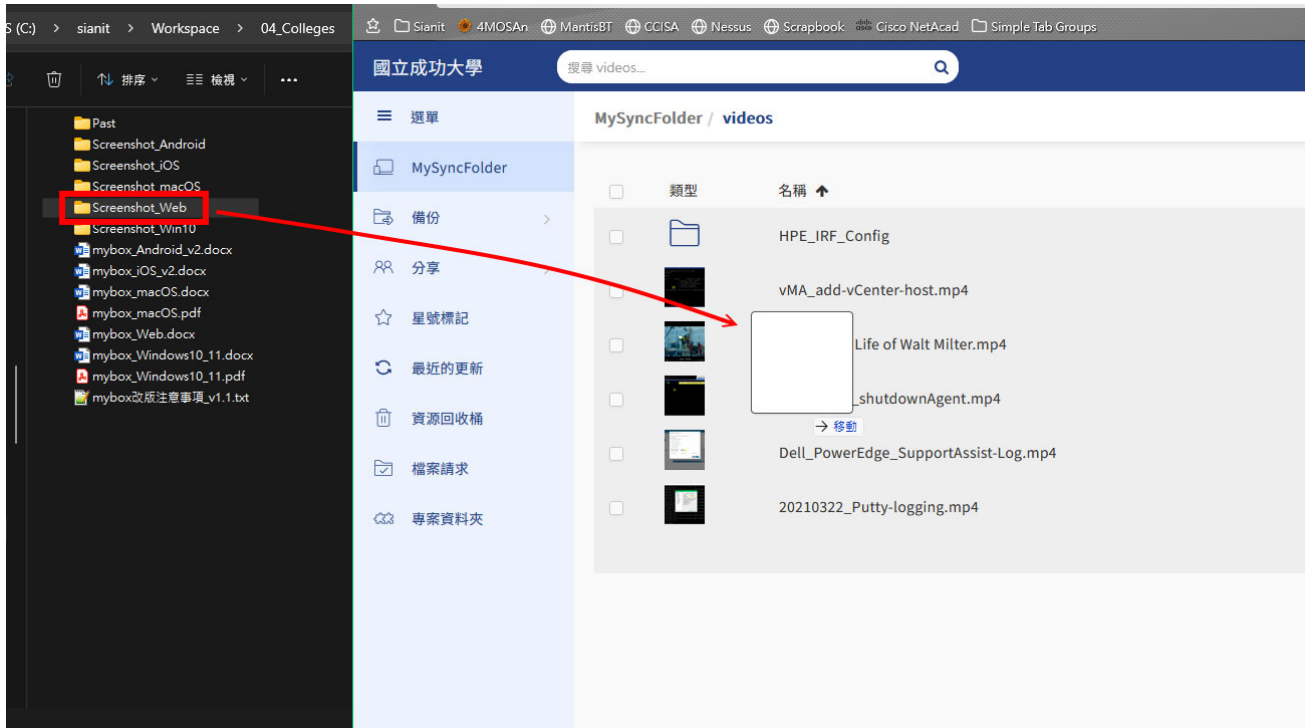 S (C:) > sianit > Workspace > 04_Colleges
排序
檢視
Past
Screenshot_Android
Screenshot_iOS
Screenshot_macOS
Screenshot_Web
Screenshot_Win10
mybox_Android_v2.docx
mybox_iOS_v2.docx
mybox_macOS.docx
mybox_macOS.pdf
mybox_Web.docx
mybox_Windows10_11.docx
mybox_Windows10_11.pdf
mybox改版注意事項_v1.1.txt
Sianit 4MOSAn MantisBT CCISA Nessus Scrapbook Cisco NetAcad Simple Tab Groups
國立成功大學
搜尋 videos...
選單
MySyncFolder
備份
分享
星號標記
最近的更新
資源回收桶
檔案請求
專案資料夾
MySyncFolder / videos
類型 名稱
HPE_IRF_Config
vMA_add-vCenter-host.mp4
Life of Walt Milter.mp4
_shutdownAgent.mp4
→ 移動
Dell_PowerEdge_SupportAssist-Log.mp4
20210322_Putty-logging.mp4